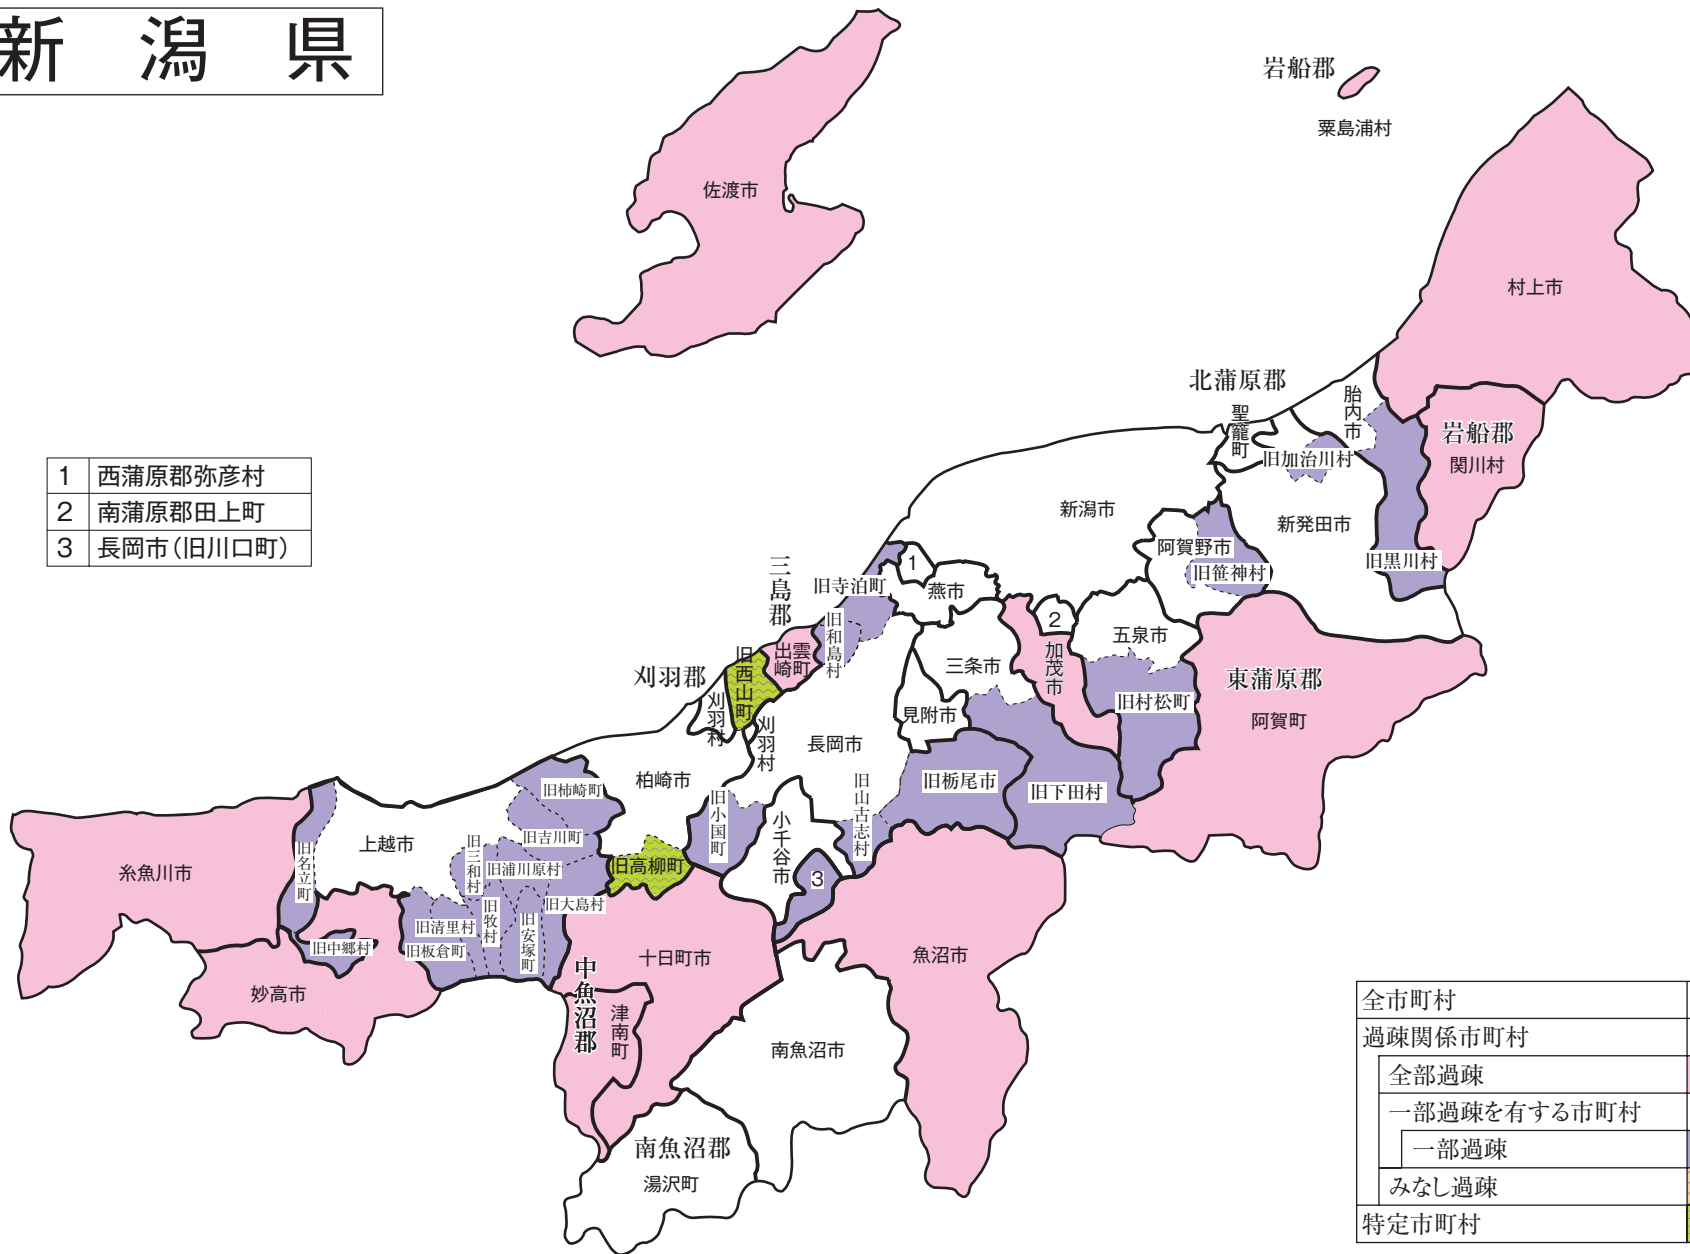 新潟県
岩船郡
粟島浦村
佐渡市
村上市
北蒲原郡
胎内市
聖籠町
岩船郡
関川村
旧加治川村
1 西蒲原郡弥彦村
2 南蒲原郡田上町
3 長岡市(旧川口町)
新潟市
新発田市
阿賀野市
旧黒川村
旧笹神村
三島郡
1
旧寺泊町
燕市
2
旧和島村
五泉市
出雲崎町
加茂市
三条市
旧西山町
刈羽郡
東蒲原郡
旧村松町
刈羽村
見附市
阿賀町
刈羽村
長岡市
柏崎市
旧栃尾市
旧柿崎町
旧下田村
旧小国町
旧山古志村
小千谷市
旧吉川町
上越市
旧三和村
旧名立町
旧浦川原村
旧高柳町
糸魚川市
3
旧大島村
旧牧村
旧清里村
旧安塚町
旧中郷村
旧板倉町
十日町市
魚沼市
妙高市
中魚沼郡
津南町
南魚沼市
南魚沼郡
湯沢町
全市町村
過疎関係市町村
全部過疎
一部過疎を有する市町村
一部過疎
みなし過疎
特定市町村